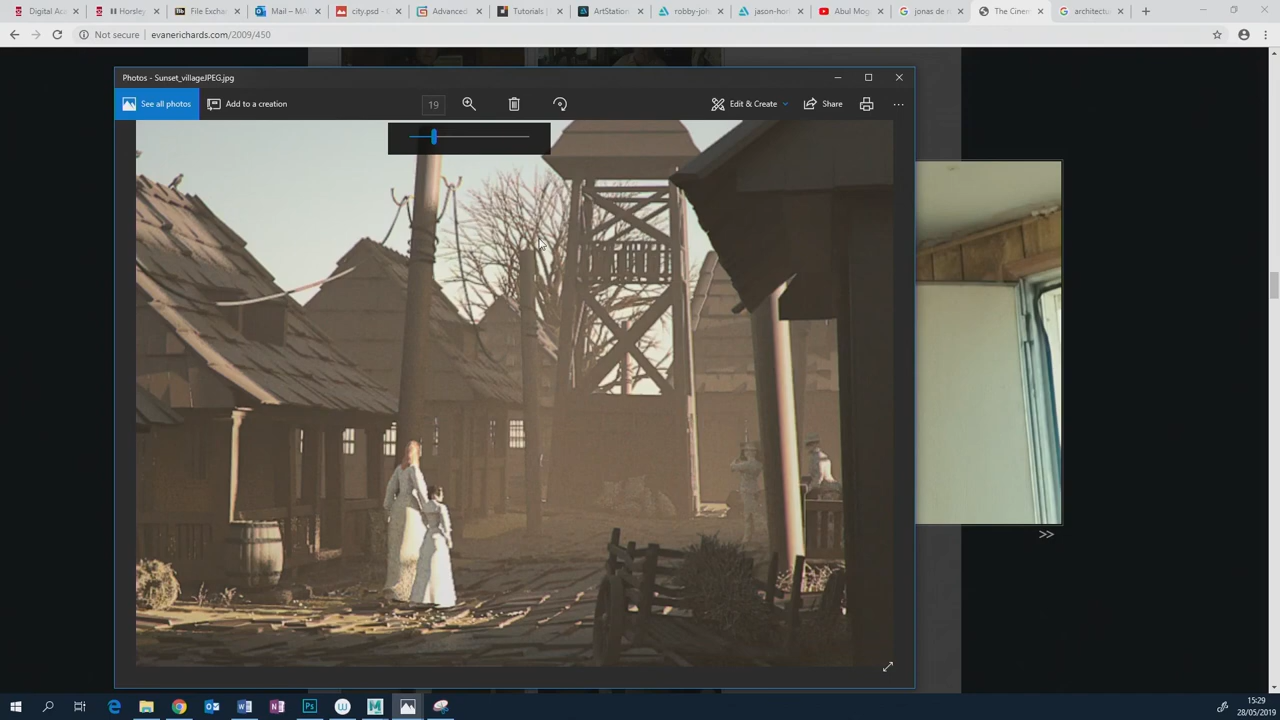 Digital Aca
Horsley
File Exchar
Mail – MA
city.psd -
Advanced
Tutorials |
ArtStation
robby-joh
jason-hor
Abul Mog
jonas de r
The Cinem
architectu
Not secure
evanerichards.com/2009/450
Photos - Sunset_villageJPEG.jpg
See all photos
Add to a creation
19
Edit & Create
Share
>>
15:29
28/05/2019